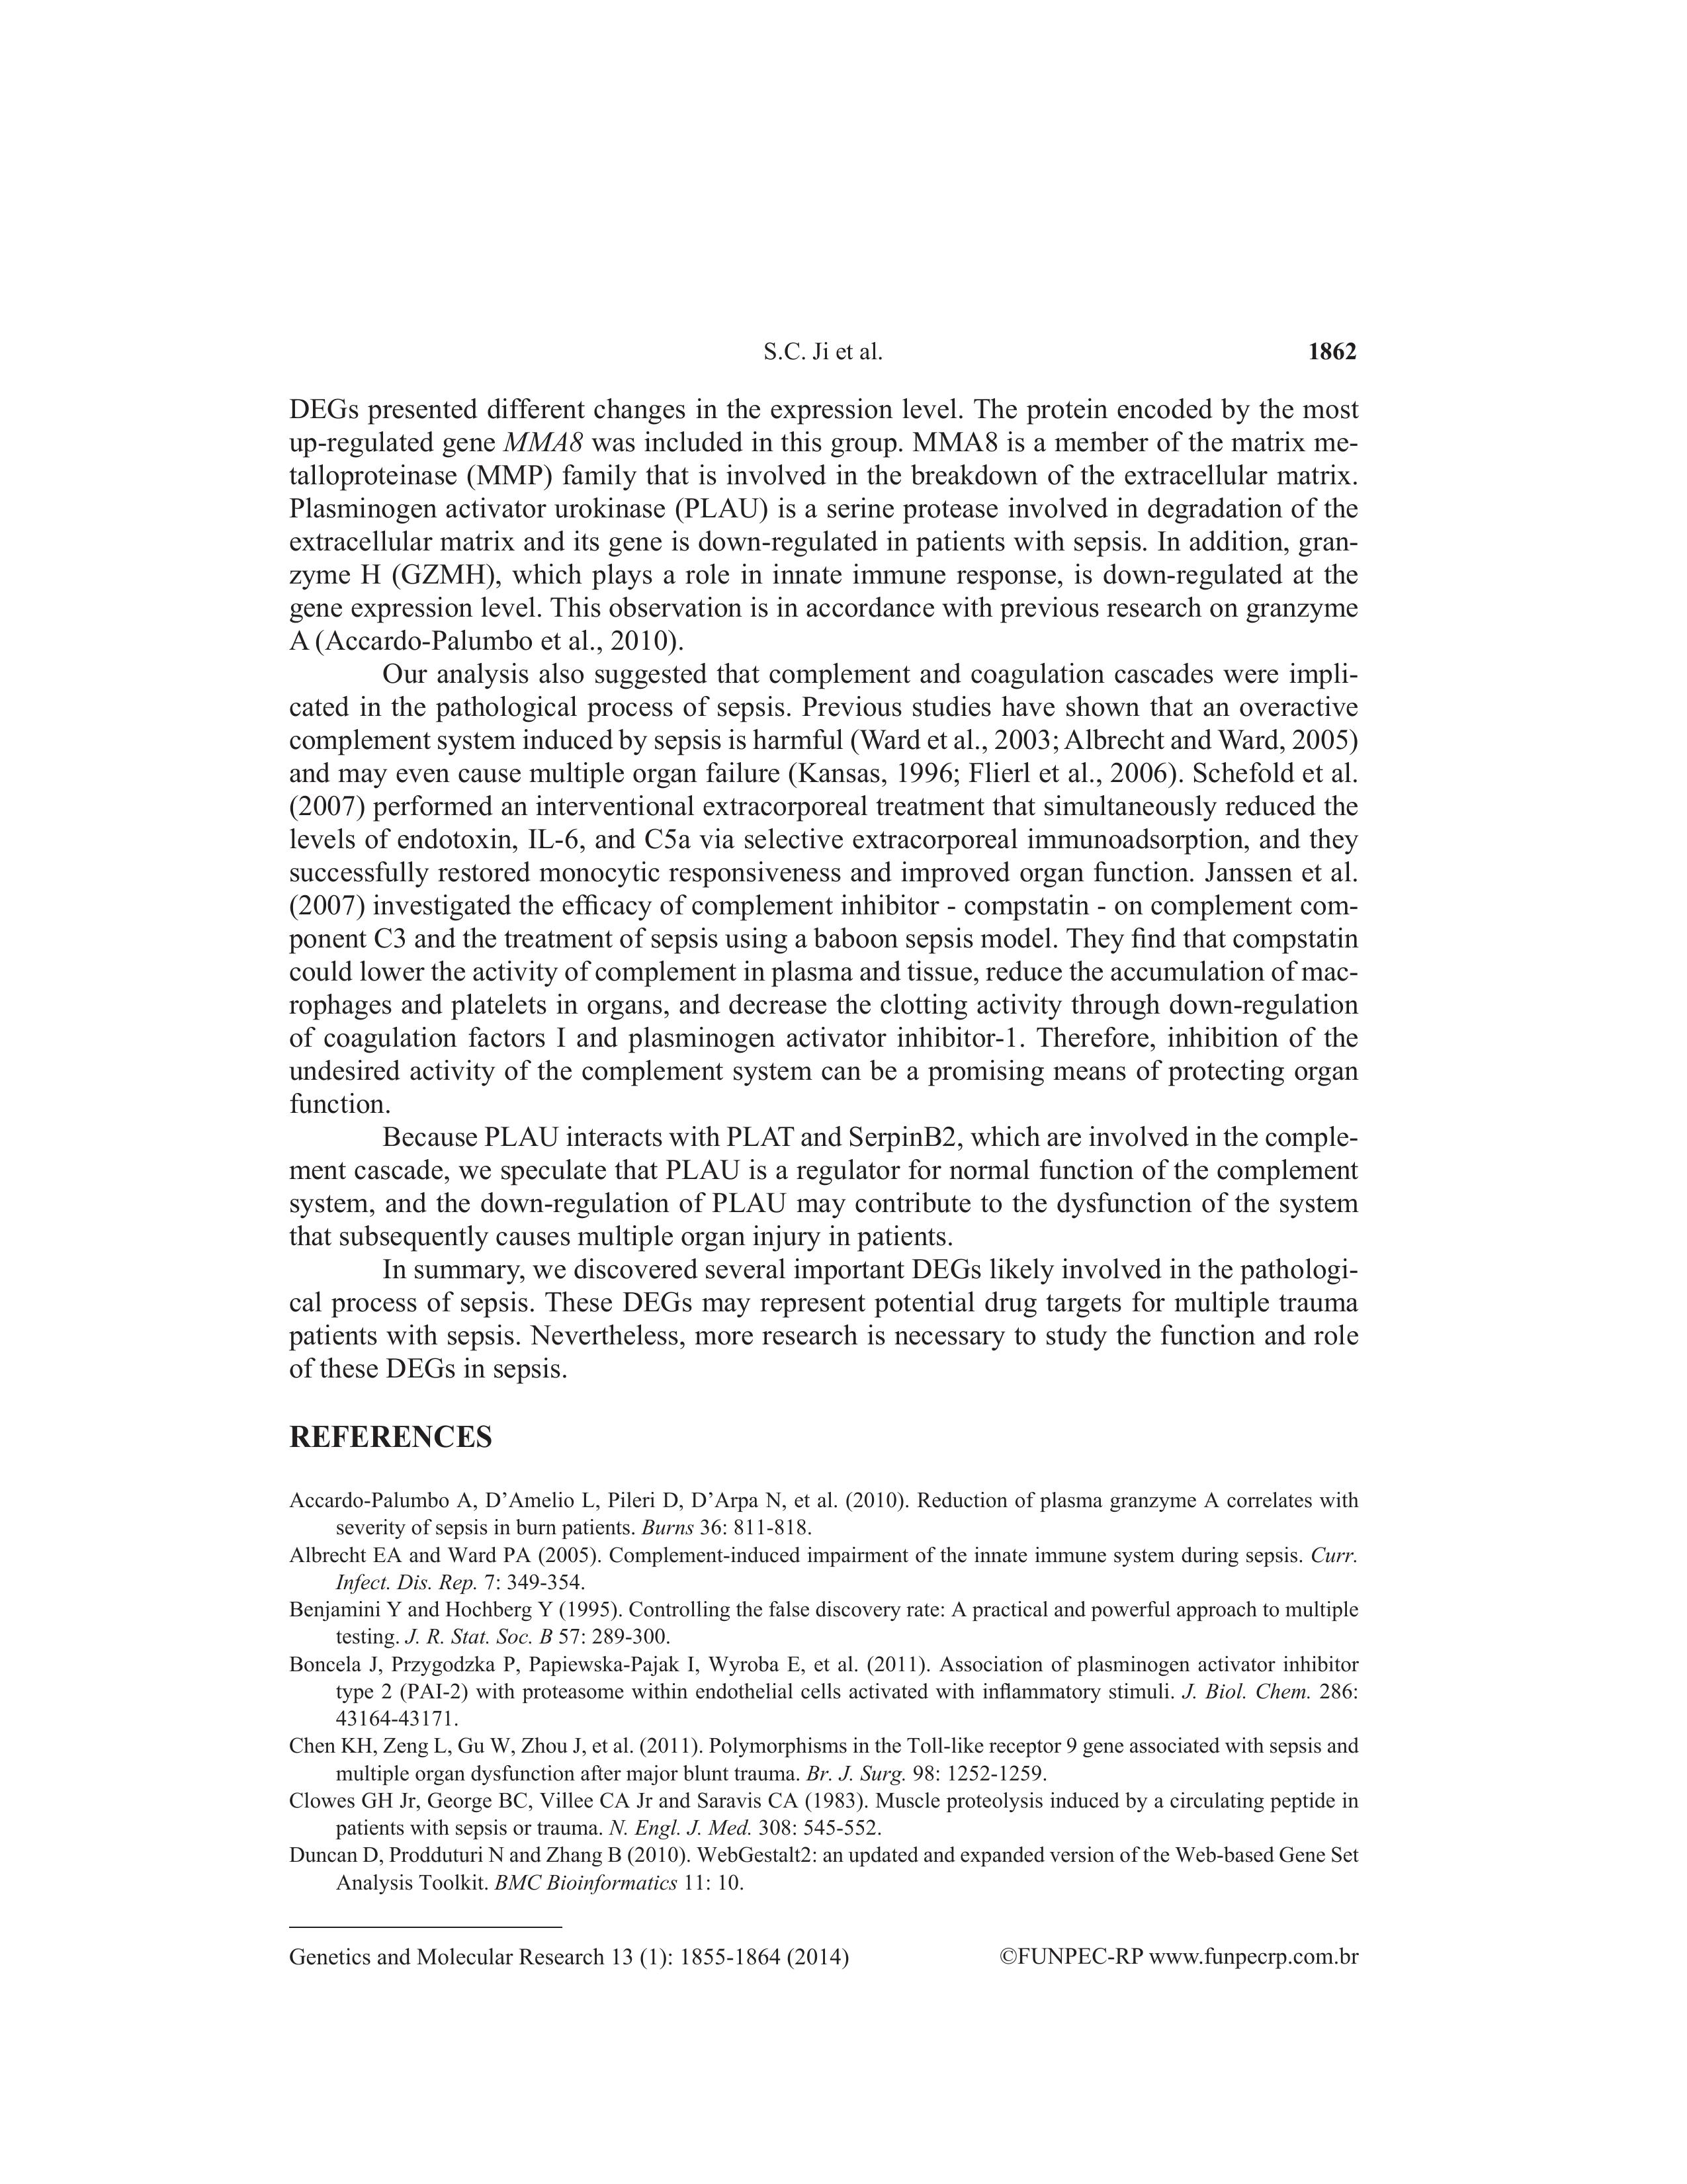 S.C. Ji et al. 1862
DEGs presented different changes in the expression level. The protein encoded by the most
up-regulated gene MMA8 was included in this group. MMA8 is a member of the matrix me-
talloproteinase (MMP) family that is involved in the breakdown of the extracellular matrix.
Plasminogen activator urokinase (PLAU) is a serine protease involved in degradation of the
extracellular matrix and its gene is down-regulated in patients with sepsis. In addition, gran-
zyme H (GZMH), which plays a role in innate immune response, is down-regulated at the
gene expression level. This observation is in accordance with previous research on granzyme
A (Accardo-Palumbo et al., 2010).
Our analysis also suggested that complement and coagulation cascades were impli-
cated in the pathological process of sepsis. Previous studies have shown that an overactive
complement system induced by sepsis is harmful (Ward et al., 2003; Albrecht and Ward, 2005)
and may even cause multiple organ failure (Kansas, 1996; Flierl et al., 2006). Schefold et al.
(2007) performed an interventional extracorporeal treatment that simultaneously reduced the
levels of endotoxin, IL-6, and C5a via selective extracorporeal immunoadsorption, and they
successfully restored monocytic responsiveness and improved organ function. Janssen et al.
(2007) investigated the efficacy of complement inhibitor - compstatin - on complement com-
ponent C3 and the treatment of sepsis using a baboon sepsis model. They find that compstatin
could lower the activity of complement in plasma and tissue, reduce the accumulation of mac-
rophages and platelets in organs, and decrease the clotting activity through down-regulation
of coagulation factors I and plasminogen activator inhibitor-1. Therefore, inhibition of the
undesired activity of the complement system can be a promising means of protecting organ
function.
Because PLAU interacts with PLAT and SerpinB2, which are involved in the comple-
ment cascade, we speculate that PLAU is a regulator for normal function of the complement
system, and the down-regulation of PLAU may contribute to the dysfunction of the system
that subsequently causes multiple organ injury in patients.
In summary, we discovered several important DEGs likely involved in the pathologi-
cal process of sepsis. These DEGs may represent potential drug targets for multiple trauma
patients with sepsis. Nevertheless, more research is necessary to study the function and role
of these DEGs in sepsis.
REFERENCES
Accardo-Palumbo A, D’Amelio L, Pileri D, D’Arpa N, et al. (2010). Reduction of plasma granzyme A correlates with
severity of sepsis in burn patients. Burns 36: 811-818.
Albrecht EA and Ward PA (2005). Complement-induced impairment of the innate immune system during sepsis. Curr.
Infect. Dis. Rep. 7: 349-354.
Benjamini Y and Hochberg Y (1995). Controlling the false discovery rate: A practical and powerful approach to multiple
testing. J. R. Stat. Soc. B 57: 289-300.
Boncela J, Przygodzka P, Papiewska-Pajak I, Wyroba E, et al. (2011). Association of plasminogen activator inhibitor
type 2 (PAI-2) with proteasome within endothelial cells activated with inflammatory stimuli. J. Biol. Chem. 286:
43164-43171.
Chen KH, Zeng L, Gu W, Zhou J, et al. (2011). Polymorphisms in the Toll-like receptor 9 gene associated with sepsis and
multiple organ dysfunction after major blunt trauma. Br. J. Surg. 98: 1252-1259.
Clowes GH Jr, George BC, Villee CA Jr and Saravis CA (1983). Muscle proteolysis induced by a circulating peptide in
patients with sepsis or trauma. N. Engl. J. Med. 308: 545-552.
Duncan D, Prodduturi N and Zhang B (2010). WebGestalt2: an updated and expanded version of the Web-based Gene Set
Analysis Toolkit. BMC Bioinformatics 11: 10.
Genetics and Molecular Research 13 (1): 1855-1864 (2014) ©FUNPEC-RP www.funpecrp.com.br